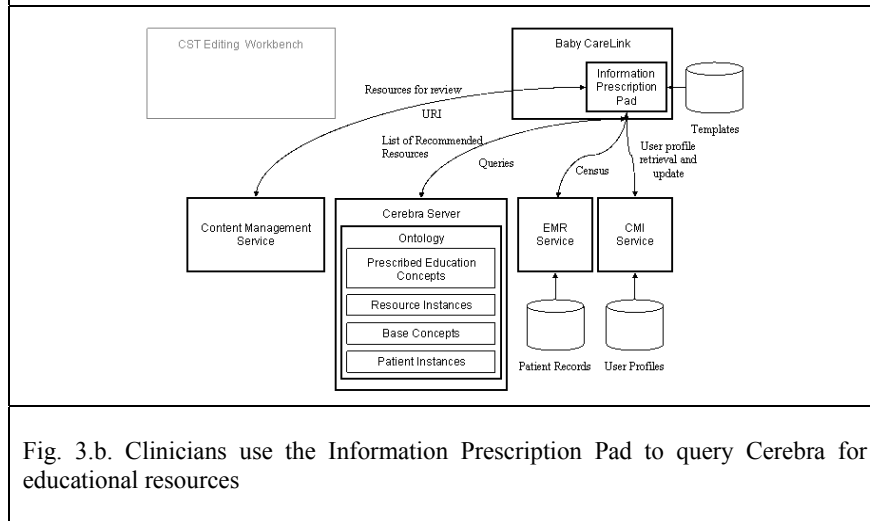 CST Editing Workbench
Baby CareLink
Information
Prescription
Pad
Templates
Resources for review
URI
List of Recommended
Resources
Queries
Census
User profile
retrieval and
update
Content Management
Service
Cerebra Server
Ontology
Prescribed Education
Concepts
Resource Instances
Base Concepts
Patient Instances
EMR
Service
CMI
Service
Patient Records
User Profiles
Fig. 3.b. Clinicians use the Information Prescription Pad to query Cerebra for
educational resources